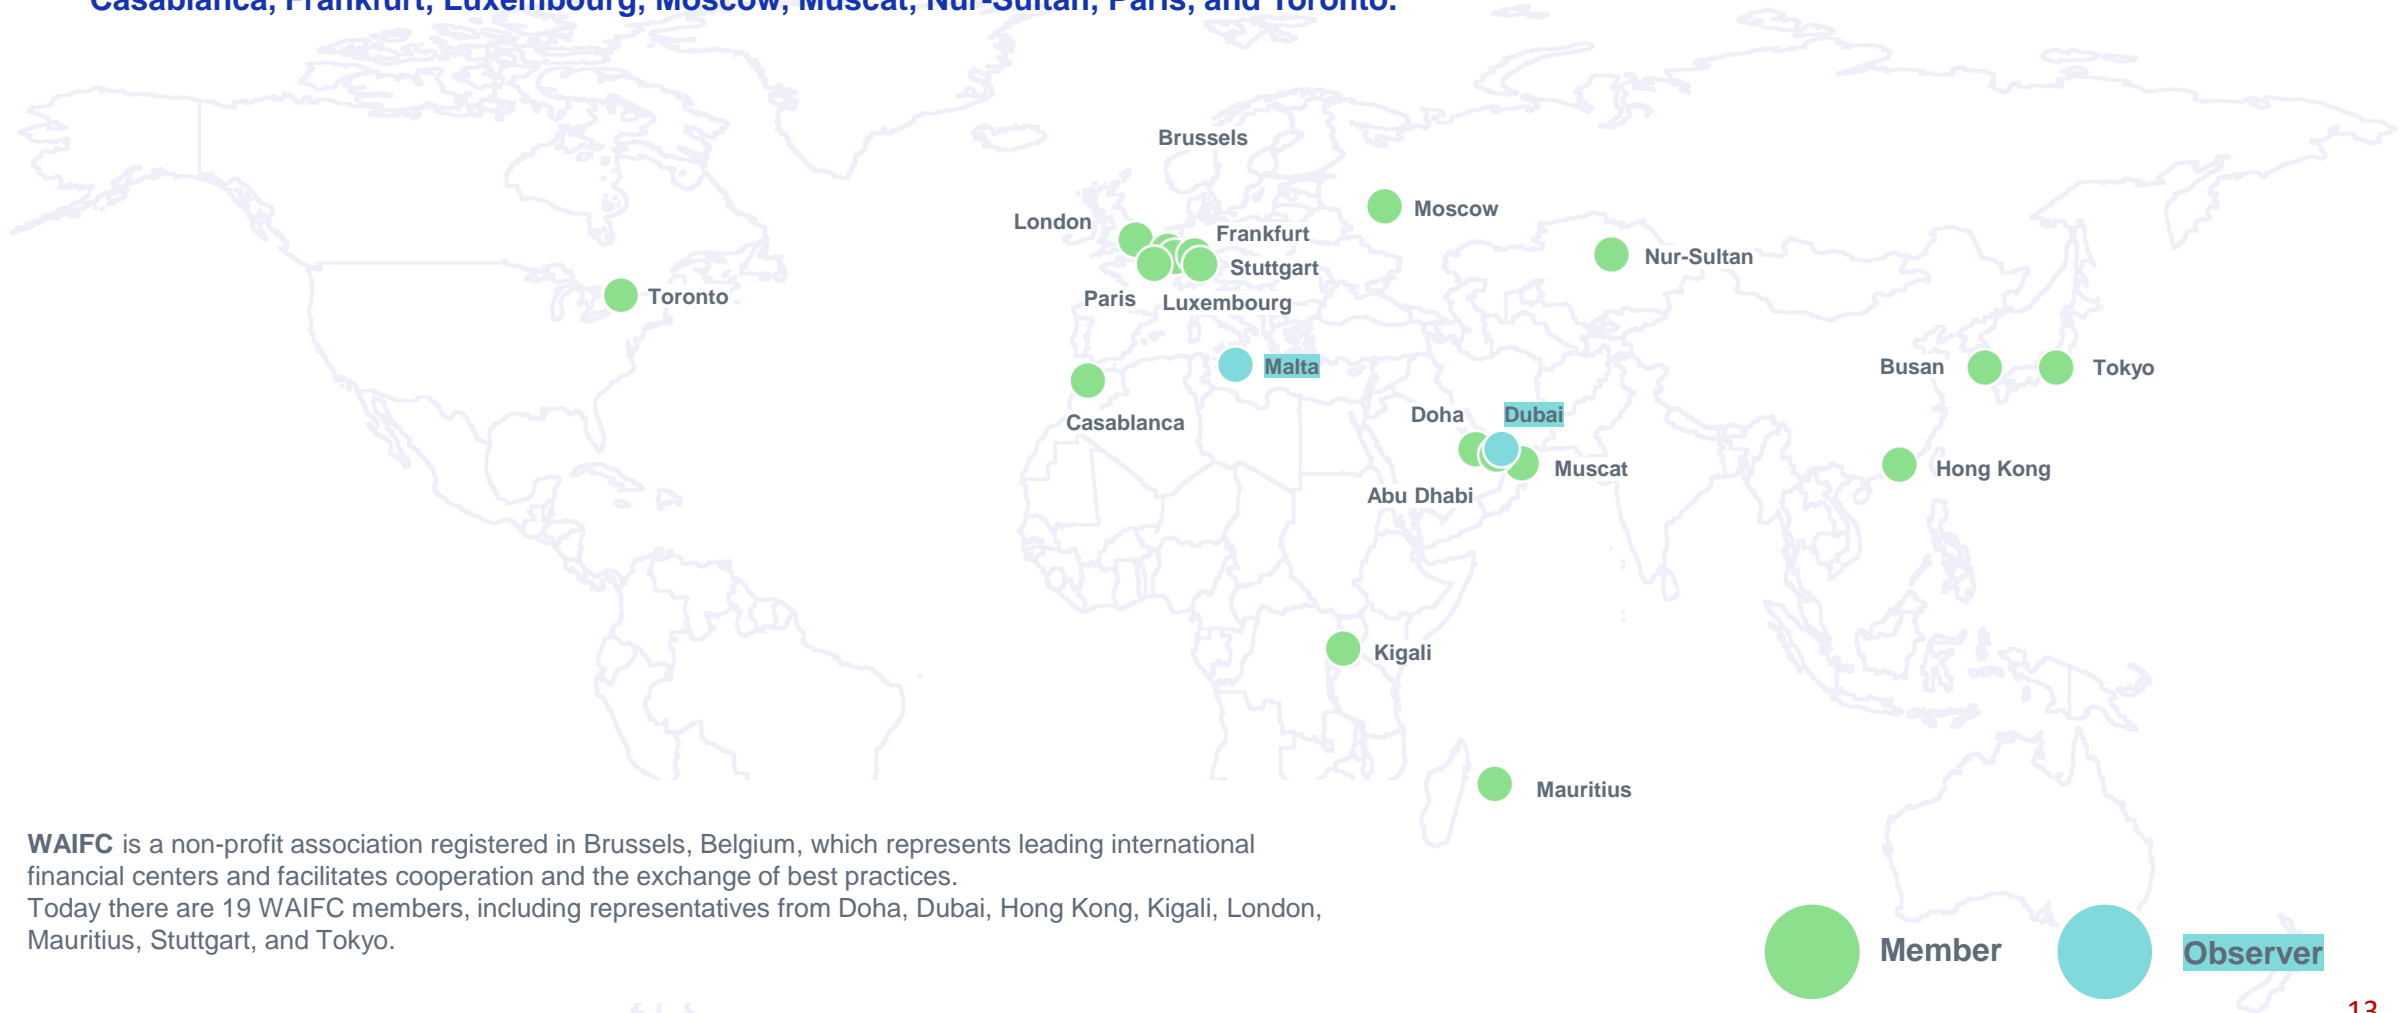 Casablanca, Frankfurt, Luxembourg, Moscow, Muscat, Nur-Sultan, Paris, and Toronto.
Brussels
London
Moscow
Frankfurt
Nur-Sultan
Stuttgart
Toronto
Paris
Luxembourg
Malta
Busan
Tokyo
Casablanca
Doha
Dubai
Muscat
Hong Kong
Abu Dhabi
Kigali
Mauritius
WAIFC is a non-profit association registered in Brussels, Belgium, which represents leading international
financial centers and facilitates cooperation and the exchange of best practices.
Today there are 19 WAIFC members, including representatives from Doha, Dubai, Hong Kong, Kigali, London,
Mauritius, Stuttgart, and Tokyo.
Member
Observer
13